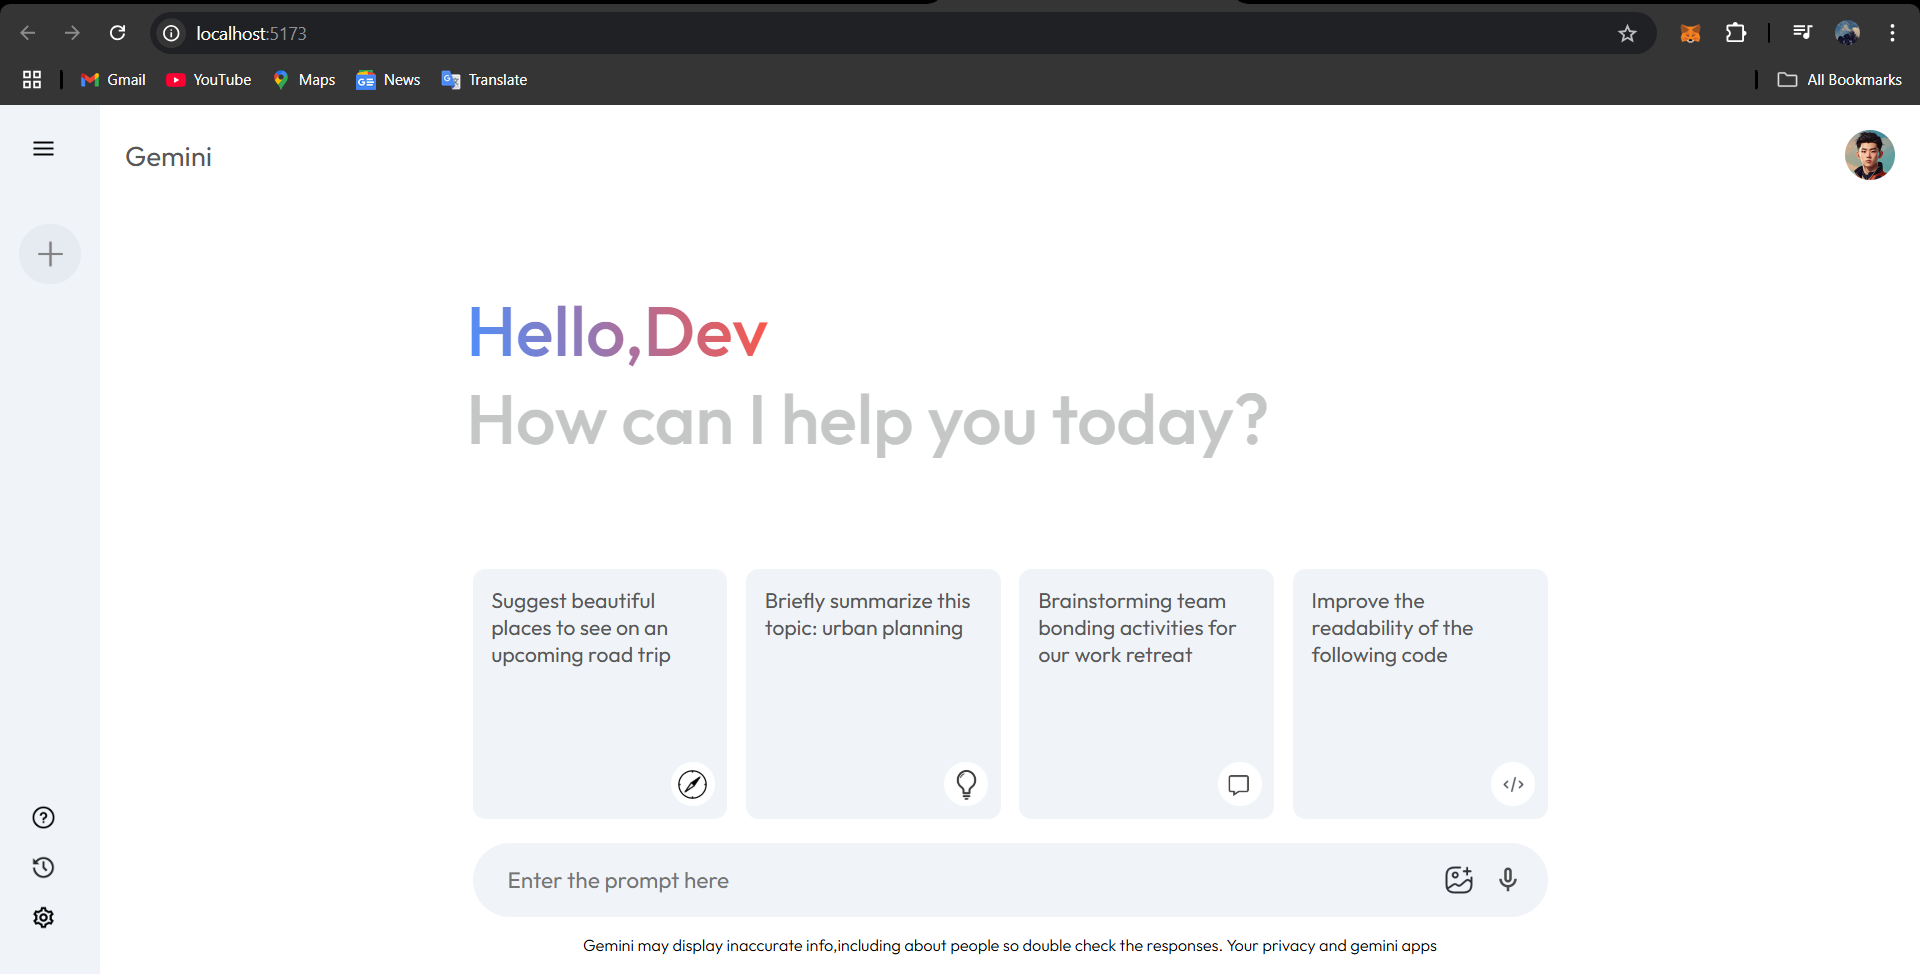 localhost:5173
Gmail YouTube Maps News Translate All Bookmarks
Gemini
Hello,Dev
How can I help you today?
Suggest beautiful
places to see on an
upcoming road trip
Briefly summarize this
topic: urban planning
Brainstorming team
bonding activities for
our work retreat
Improve the
readability of the
following code
Enter the prompt here
Gemini may display inaccurate info,including about people so double check the responses. Your privacy and gemini apps